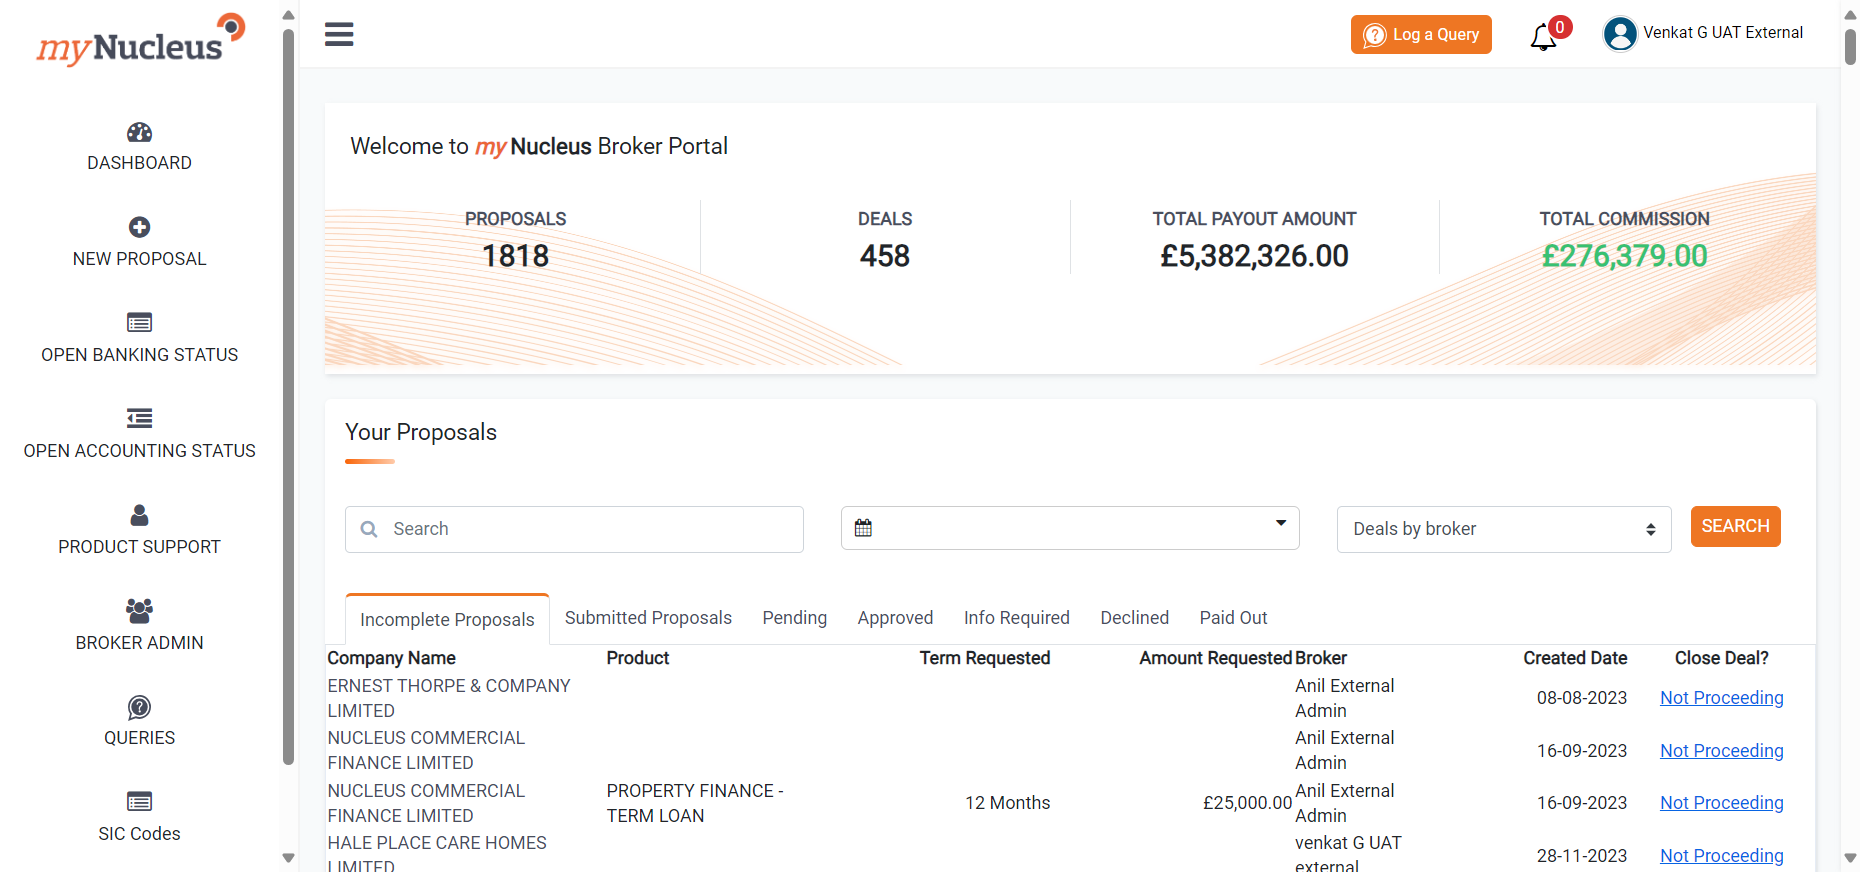 myNucleus
Log a Query
0
Venkat G UAT External
DASHBOARD
NEW PROPOSAL
OPEN BANKING STATUS
OPEN ACCOUNTING STATUS
PRODUCT SUPPORT
BROKER ADMIN
QUERIES
SIC Codes
Welcome to my Nucleus Broker Portal
PROPOSALS
1818
DEALS
458
TOTAL PAYOUT AMOUNT
£5,382,326.00
TOTAL COMMISSION
£276,379.00
Your Proposals
Search
Deals by broker
SEARCH
Incomplete Proposals Submitted Proposals Pending Approved Info Required Declined Paid Out
Company Name Product Term Requested Amount Requested Broker Created Date Close Deal?
ERNEST THORPE & COMPANY
LIMITED
Anil External
Admin
08-08-2023
Not Proceeding
NUCLEUS COMMERCIAL
FINANCE LIMITED
Anil External
Admin
16-09-2023
Not Proceeding
NUCLEUS COMMERCIAL
FINANCE LIMITED
PROPERTY FINANCE -
TERM LOAN
12 Months
£25,000.00
Anil External
Admin
16-09-2023
Not Proceeding
HALE PLACE CARE HOMES
LIMITED
venkat G UAT
external
28-11-2023
Not Proceeding